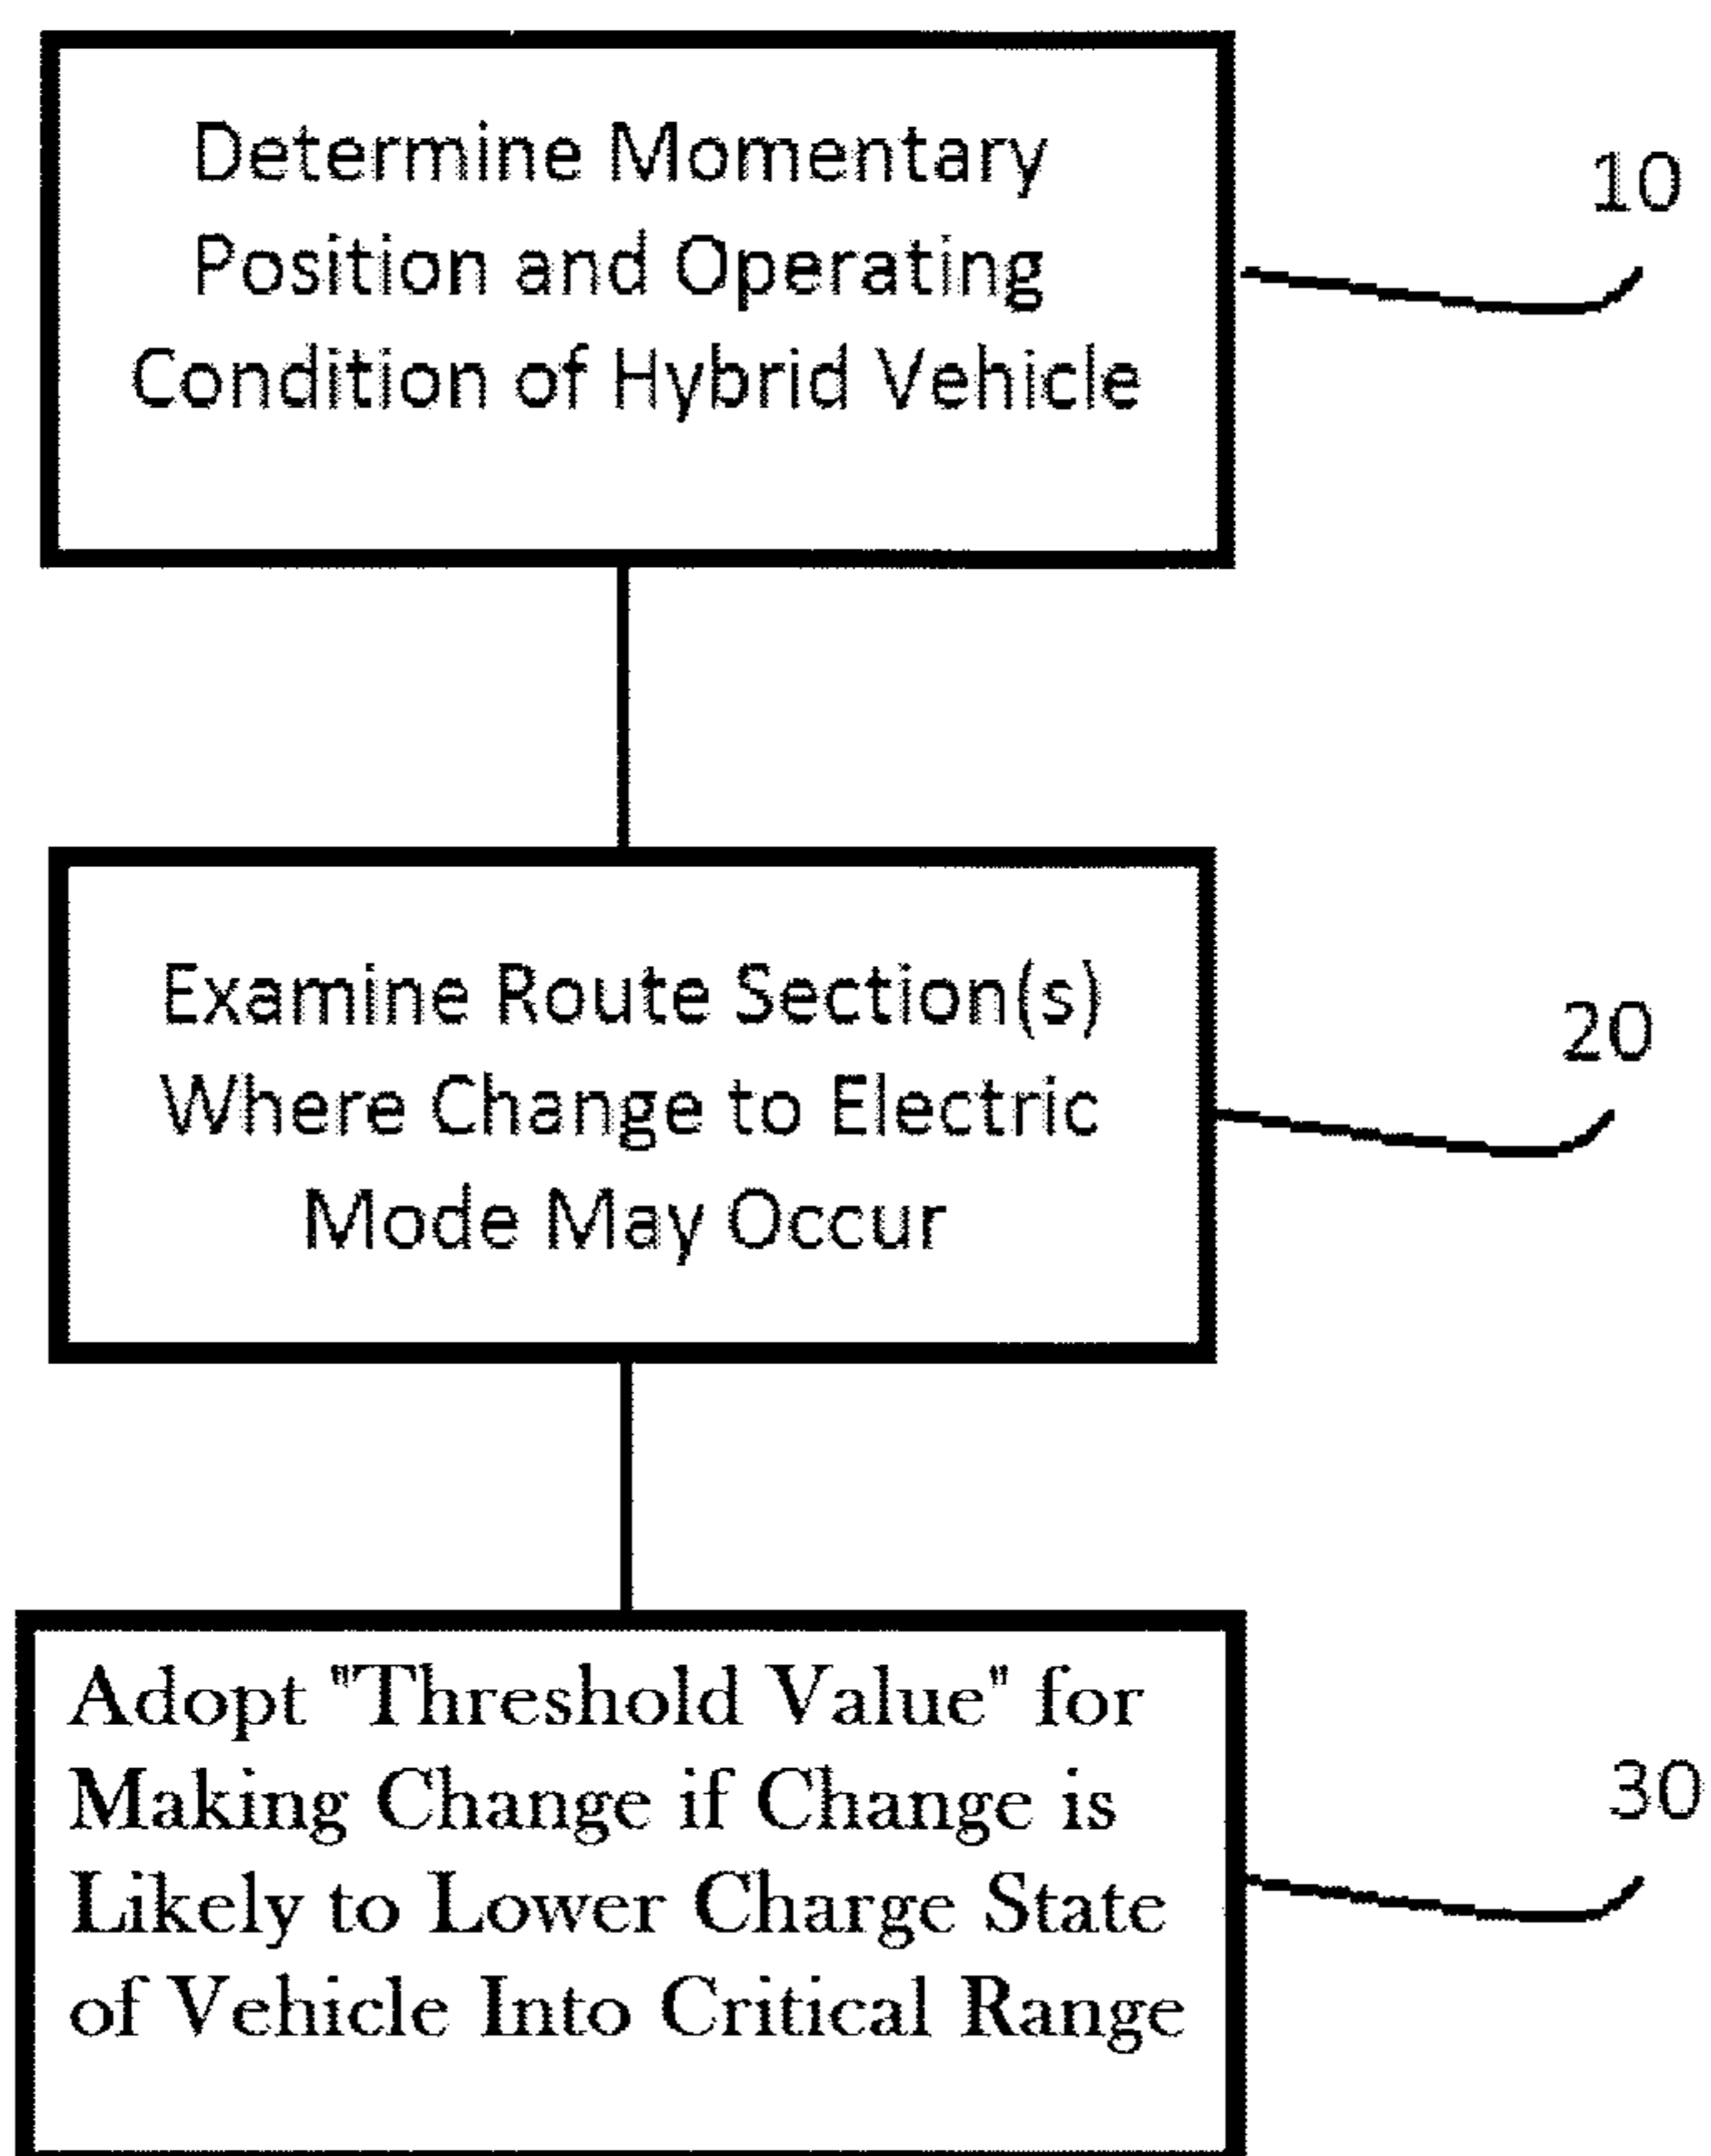 Determine Momentary
Position and Operating
Condition of Hybrid Vehicle
10
Examine Route Section(s)
Where Change to Electric
Mode May Occur
20
Adopt "Threshold Value" for
Making Change if Change is
Likely to Lower Charge State
of Vehicle Into Critical Range
30